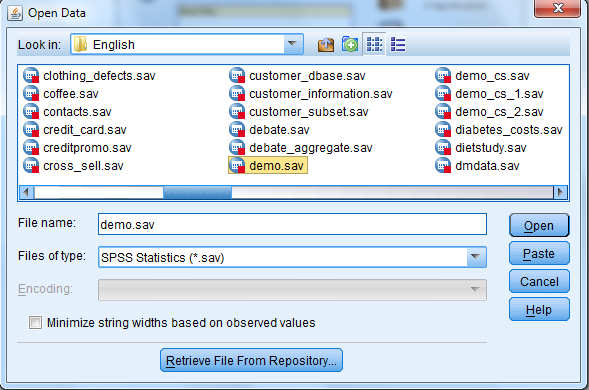 Open Data
Look in: English
clothing_defects.sav
coffee.sav
contacts.sav
credit_card.sav
creditpromo.sav
cross_sell.sav
customer_dbase.sav
customer_information.sav
customer_subset.sav
debate.sav
debate_aggregate.sav
demo.sav
demo_cs.sav
demo_cs_1.sav
demo_cs_2.sav
diabetes_costs.sav
dietstudy.sav
dmdata.sav
File name: demo.sav
Open
Files of type: SPSS Statistics (*.sav)
Paste
Encoding:
Cancel
Minimize string widths based on observed values
Help
Retrieve File From Repository...